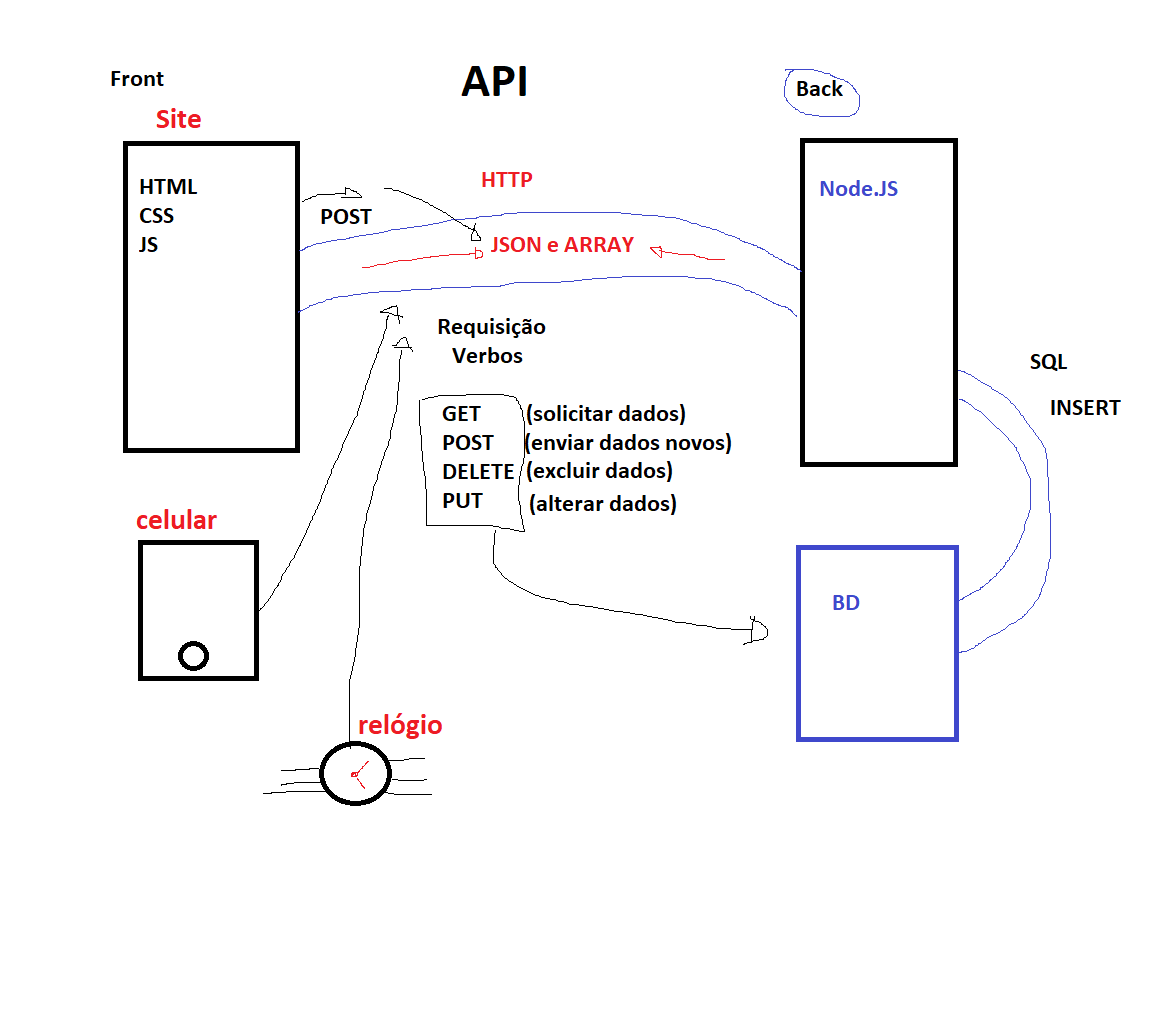 Front
API
Back
Site
HTML
CSS
JS
POST
HTTP
JSON e ARRAY
Node.JS
Requisição
Verbos
GET (solicitar dados)
POST (enviar dados novos)
DELETE (excluir dados)
PUT (alterar dados)
SQL
INSERT
celular
BD
relógio